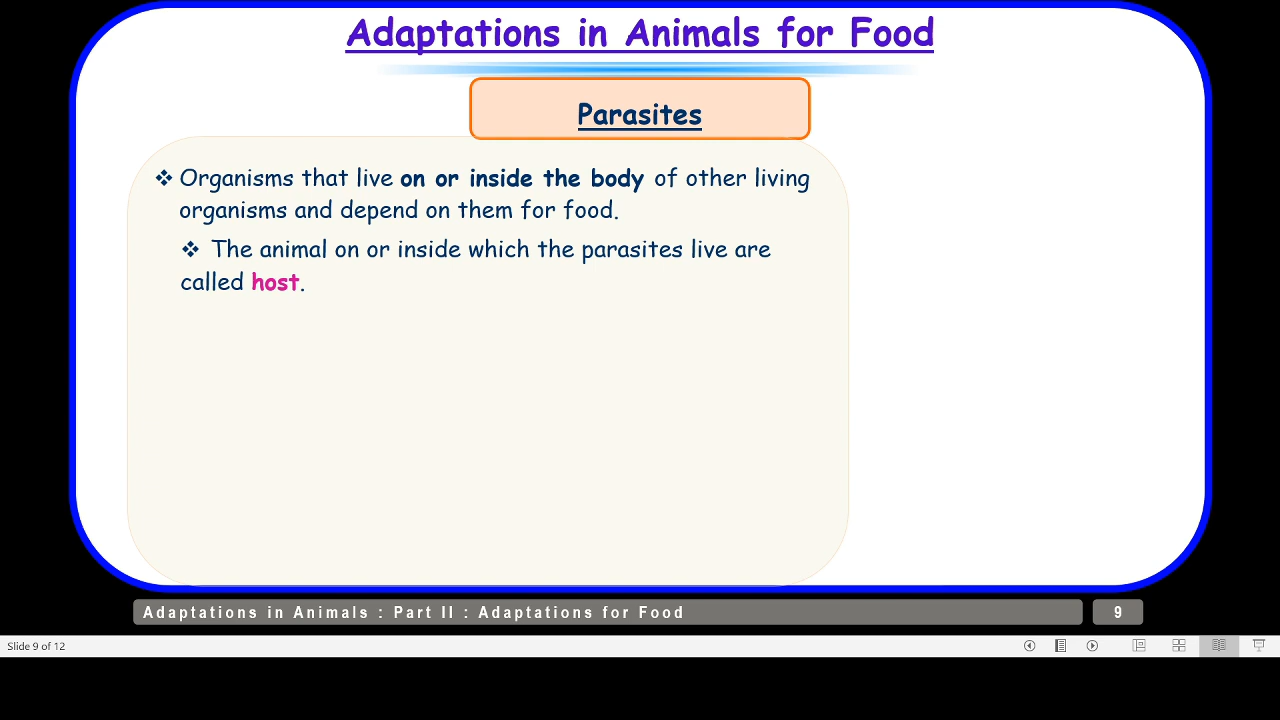 Adaptations in Animals for Food
Parasites
❖ Organisms that live on or inside the body of other living
organisms and depend on them for food.
❖ The animal on or inside which the parasites live are
called host.
Adaptations in Animals : Part II : Adaptations for Food
9
Slide 9 of 12